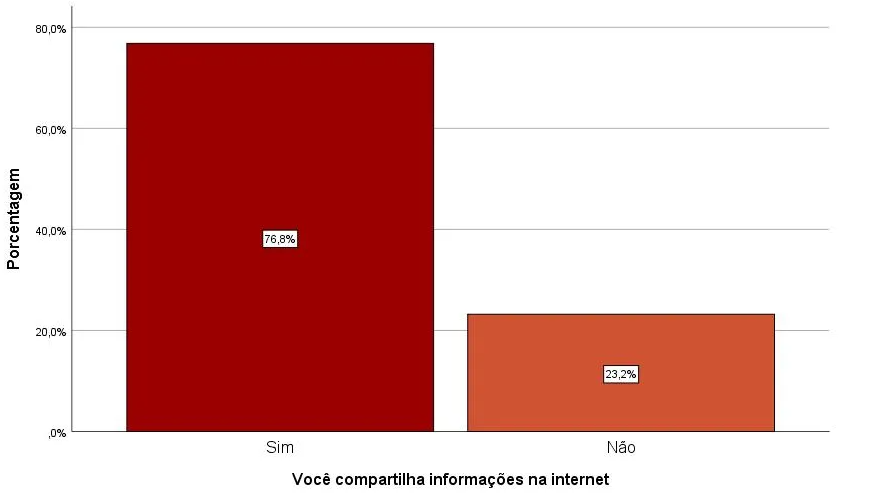 Porcentagem
80,0%
60,0%
40,0%
20,0%
,0%
76,8%
23,2%
Sim
Não
Você compartilha informações na internet